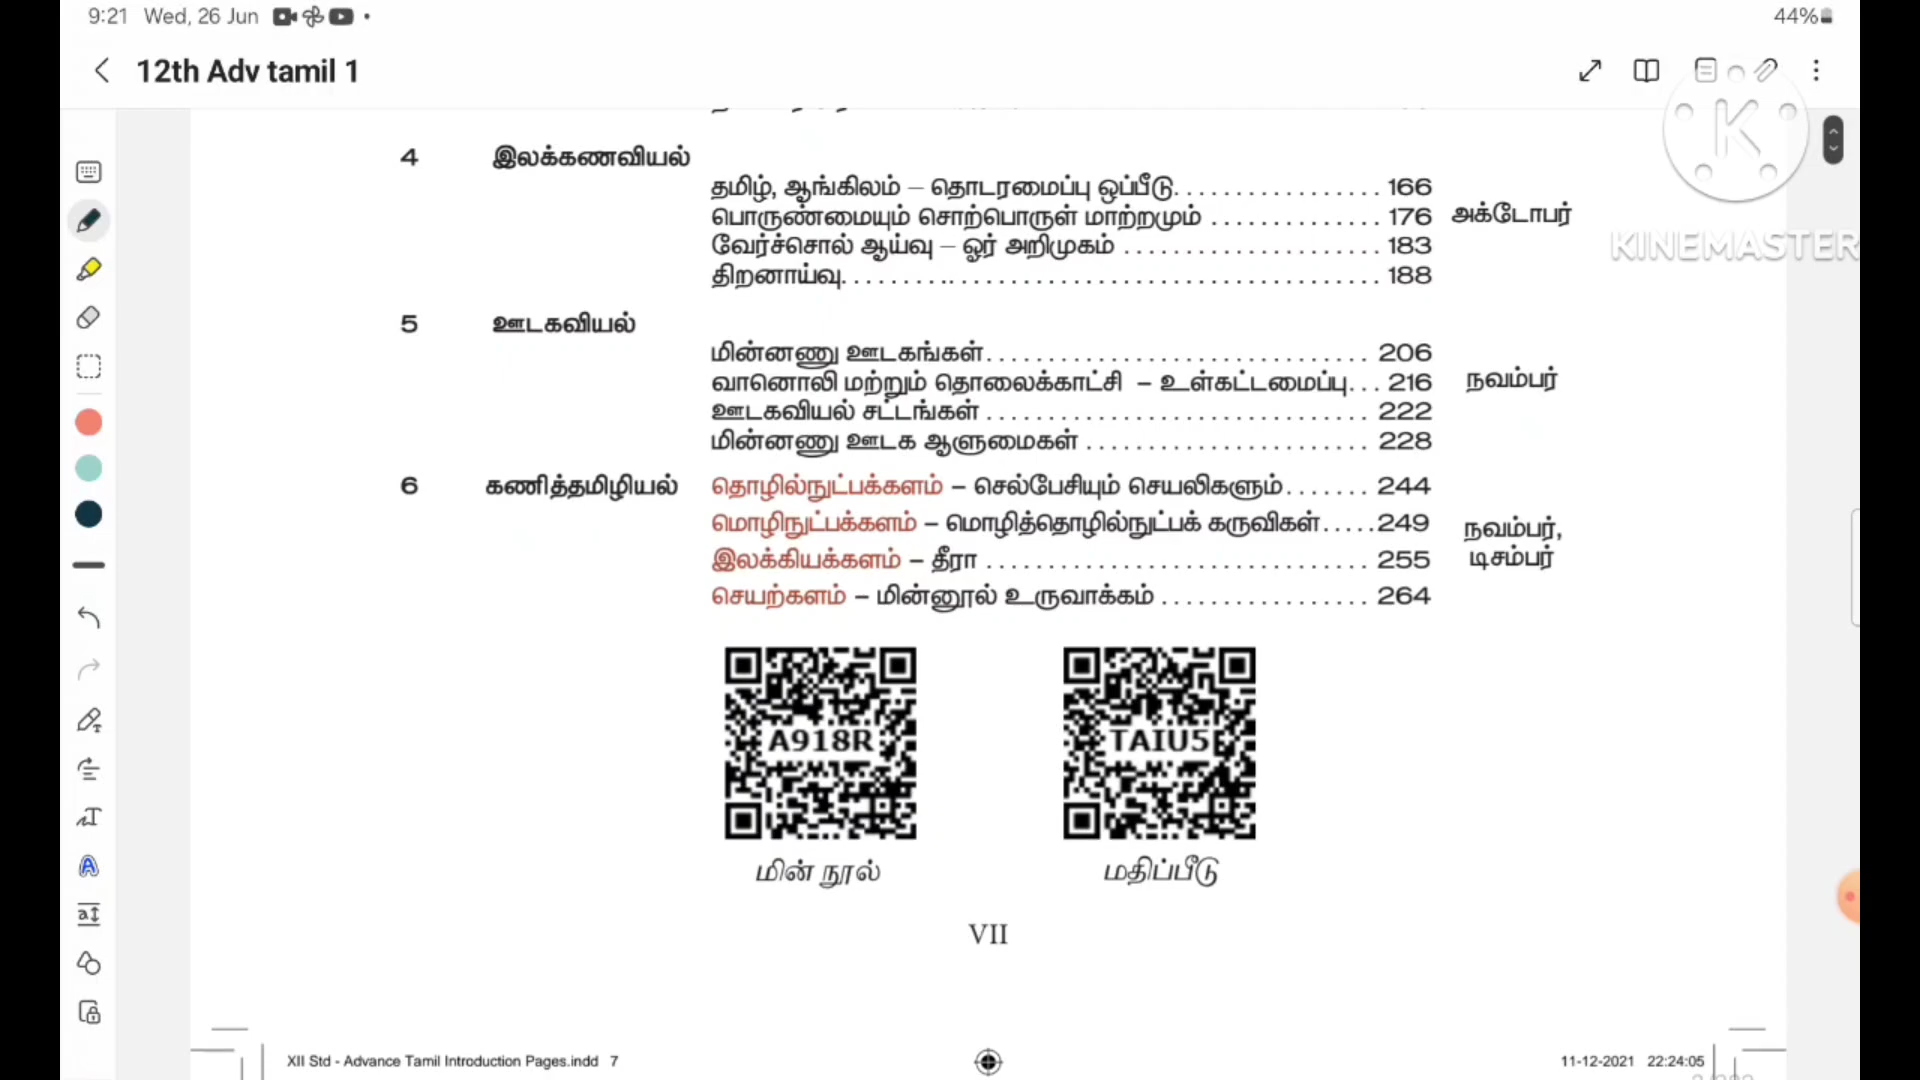 9:21 Wed, 26 Jun
44%
12th Adv tamil 1
K
KINEMASTER
4 இலக்கணவியல்
தமிழ், ஆங்கிலம் – தொடரமைப்பு ஒப்பீடு. . . . . . . . . . . . . . . . . 166
பொருண்மையும் சொற்பொருள் மாற்றமும் . . . . . . . . . . . . . . 176 அக்டோபர்
வேர்ச்சொல் ஆய்வு – ஓர் அறிமுகம் . . . . . . . . . . . . . . . . . . . . . 183
திறனாய்வு. . . . . . . . . . . . . . . . . . . . . . . . . . . . . . . . . . . . . . . . . . . 188
5 ஊடகவியல்
மின்னணு ஊடகங்கள். . . . . . . . . . . . . . . . . . . . . . . . . . . . . . . 206
வானொலி மற்றும் தொலைக்காட்சி – உள்கட்டமைப்பு. . . 216 நவம்பர்
ஊடகவியல் சட்டங்கள் . . . . . . . . . . . . . . . . . . . . . . . . . . . . . . . 222
மின்னணு ஊடக ஆளுமைகள் . . . . . . . . . . . . . . . . . . . . . . . 228
6 கணித்தமிழியல் தொழில்நுட்பக்களம் – செல்பேசியும் செயலிகளும். . . . . . . 244
மொழிநுட்பக்களம் – மொழித்தொழில்நுட்பக் கருவிகள். . . . .249 நவம்பர்,
இலக்கியக்களம் – தீரா . . . . . . . . . . . . . . . . . . . . . . . . . . . . . . . 255 டிசம்பர்
செயற்களம் – மின்னூல் உருவாக்கம் . . . . . . . . . . . . . . . . . 264
A918R TAIU5E
மின் நூல் மதிப்பீடு
VII
XII Std - Advance Tamil Introduction Pages.indd 7 11-12-2021 22:24:05